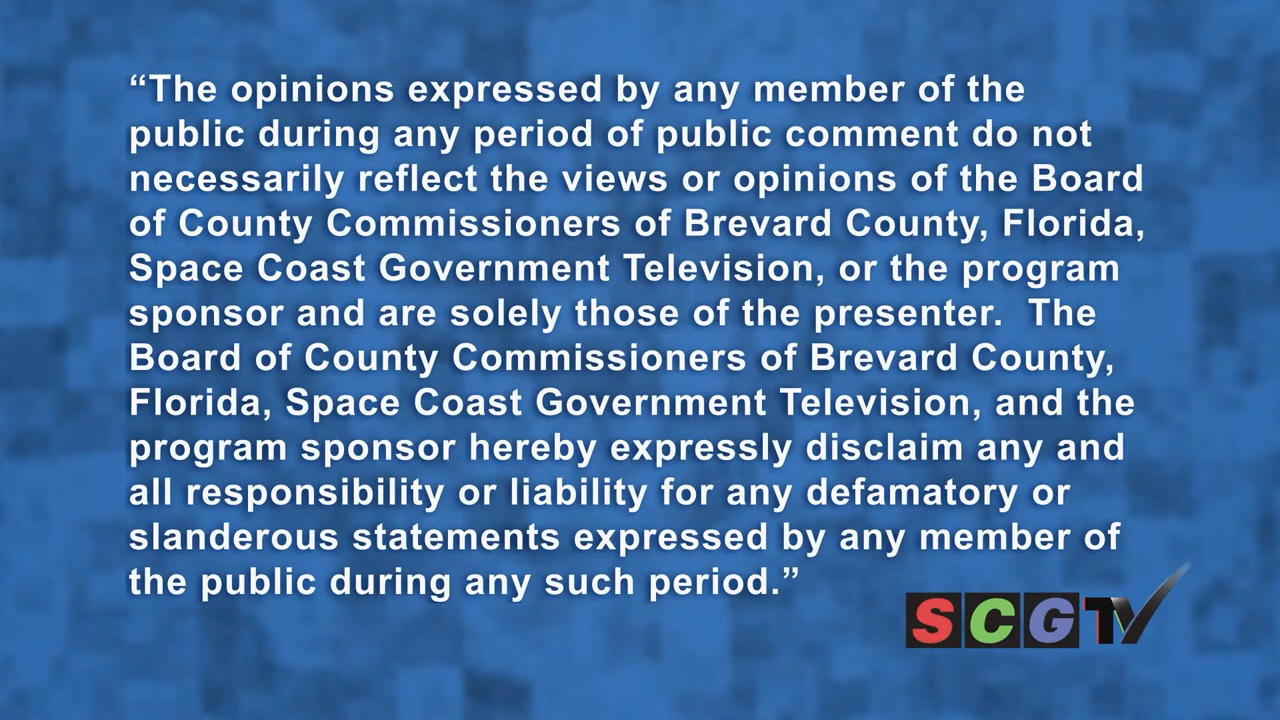 “The opinions expressed by any member of the
public during any period of public comment do not
necessarily reflect the views or opinions of the Board
of County Commissioners of Brevard County, Florida,
Space Coast Government Television, or the program
sponsor and are solely those of the presenter.  The
Board of County Commissioners of Brevard County,
Florida, Space Coast Government Television, and the
program sponsor hereby expressly disclaim any and
all responsibility or liability for any defamatory or
slanderous statements expressed by any member of
the public during any such period.”
SCGTV